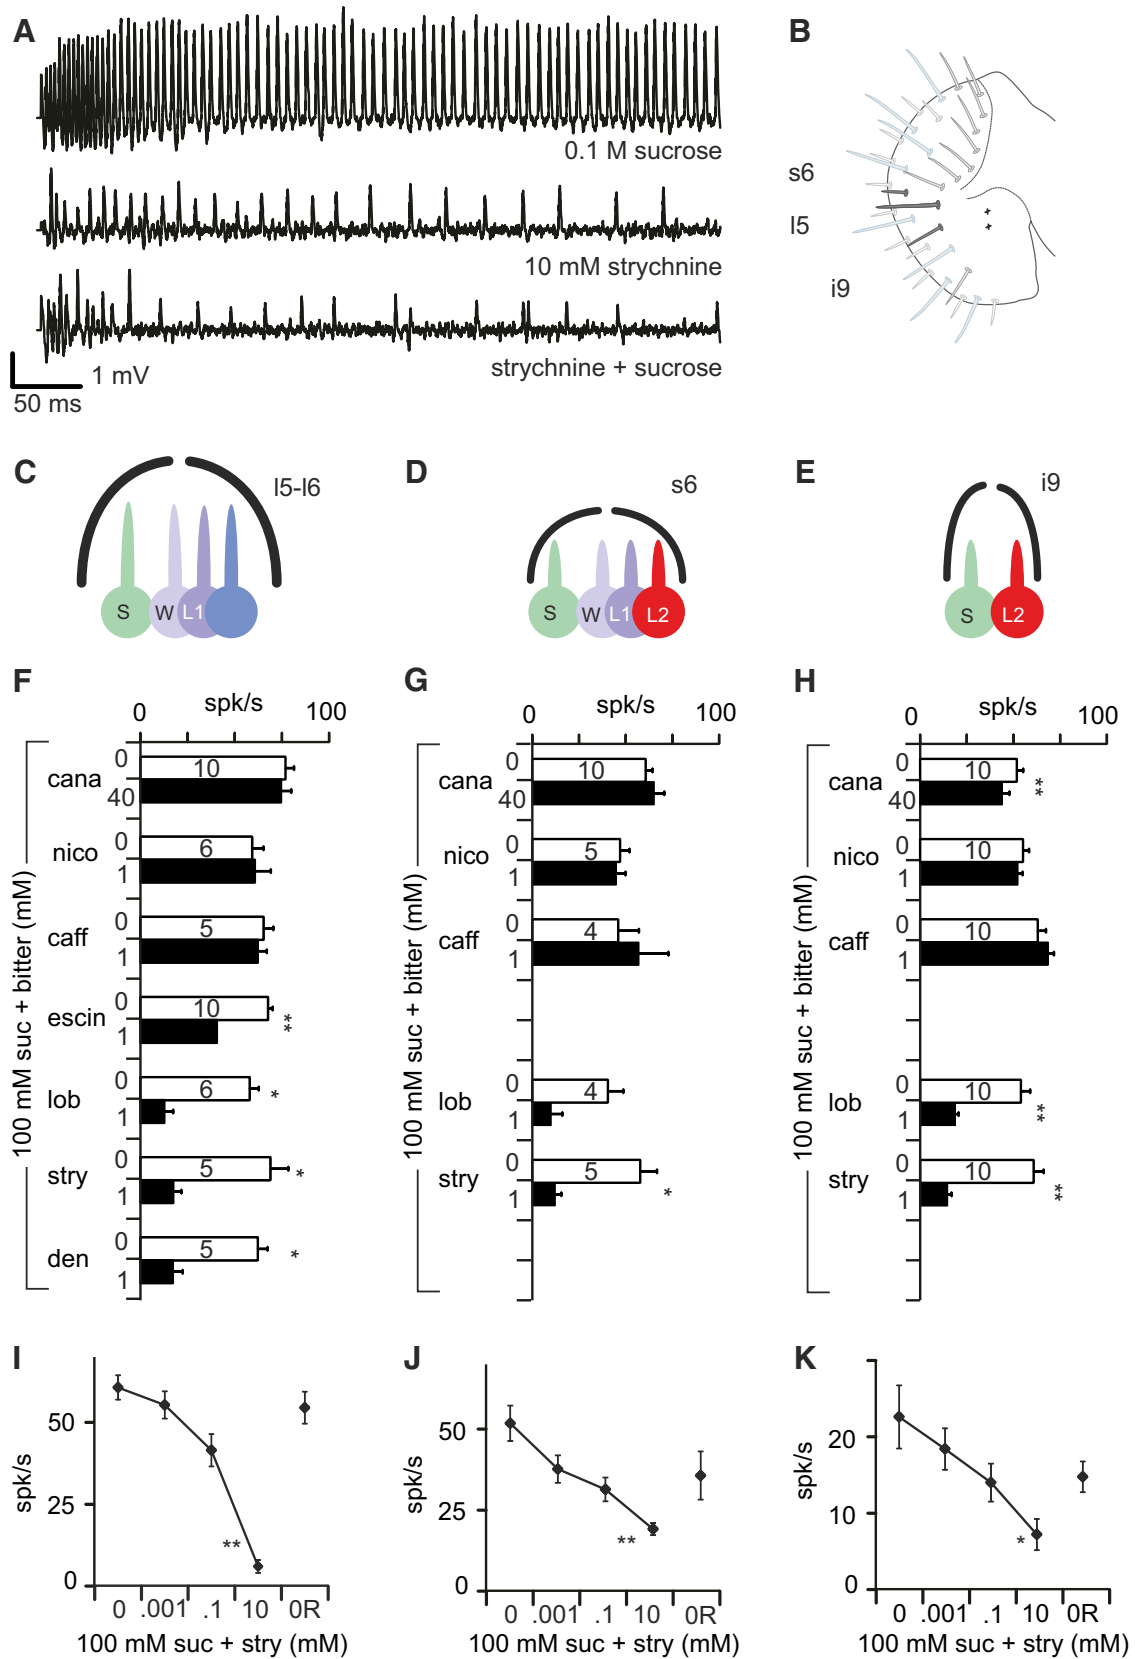 A
0.1 M sucrose
10 mM strychnine
strychnine + sucrose
1 mV
50 ms
B
s6
l5
i9
C
l5-l6
S W L1
D
s6
S W L1 L2
E
i9
S L2
F
spk/s
0 100
100 mM suc + bitter (mM)
cana 0 10
40
nico 0 6
1
caff 0 5
1
escin 0 10 **
1
lob 0 6 *
1
stry 0 5 *
1
den 0 5 *
1
G
spk/s
0 100
100 mM suc + bitter (mM)
cana 0 10
40
nico 0 5
1
caff 0 4
1
lob 0 4
1
stry 0 5 *
1
H
spk/s
0 100
100 mM suc + bitter (mM)
cana 0 10 **
40
nico 0 10
1
caff 0 10
1
lob 0 10 **
1
stry 0 10 **
1
I
spk/s
50
25
0
**
0 .001 .1 10 0R
100 mM suc + stry (mM)
J
spk/s
50
25
0
**
0 .001 .1 10 0R
100 mM suc + stry (mM)
K
spk/s
20
10
0
*
0 .001 .1 10 0R
100 mM suc + stry (mM)